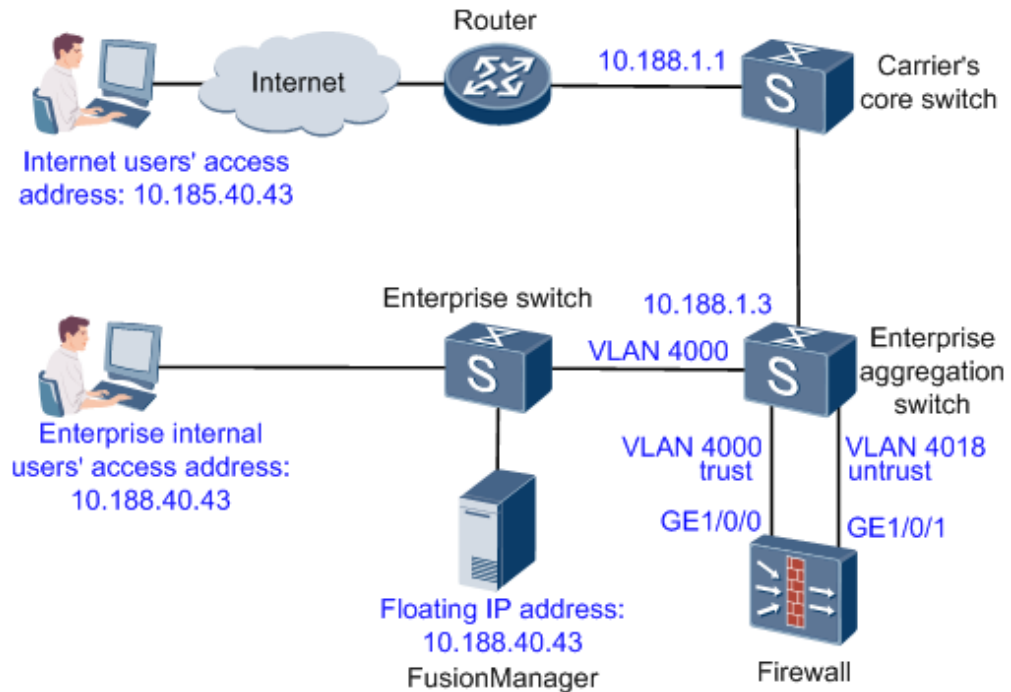 Router
Internet
10.188.1.1
S
Carrier's
core switch
Internet users' access
address: 10.185.40.43
Enterprise switch
10.188.1.3
VLAN 4000
S
S
Enterprise
aggregation
switch
Enterprise internal
users' access address:
10.188.40.43
VLAN 4000
trust
VLAN 4018
untrust
GE1/0/0
GE1/0/1
Floating IP address:
10.188.40.43
FusionManager
Firewall